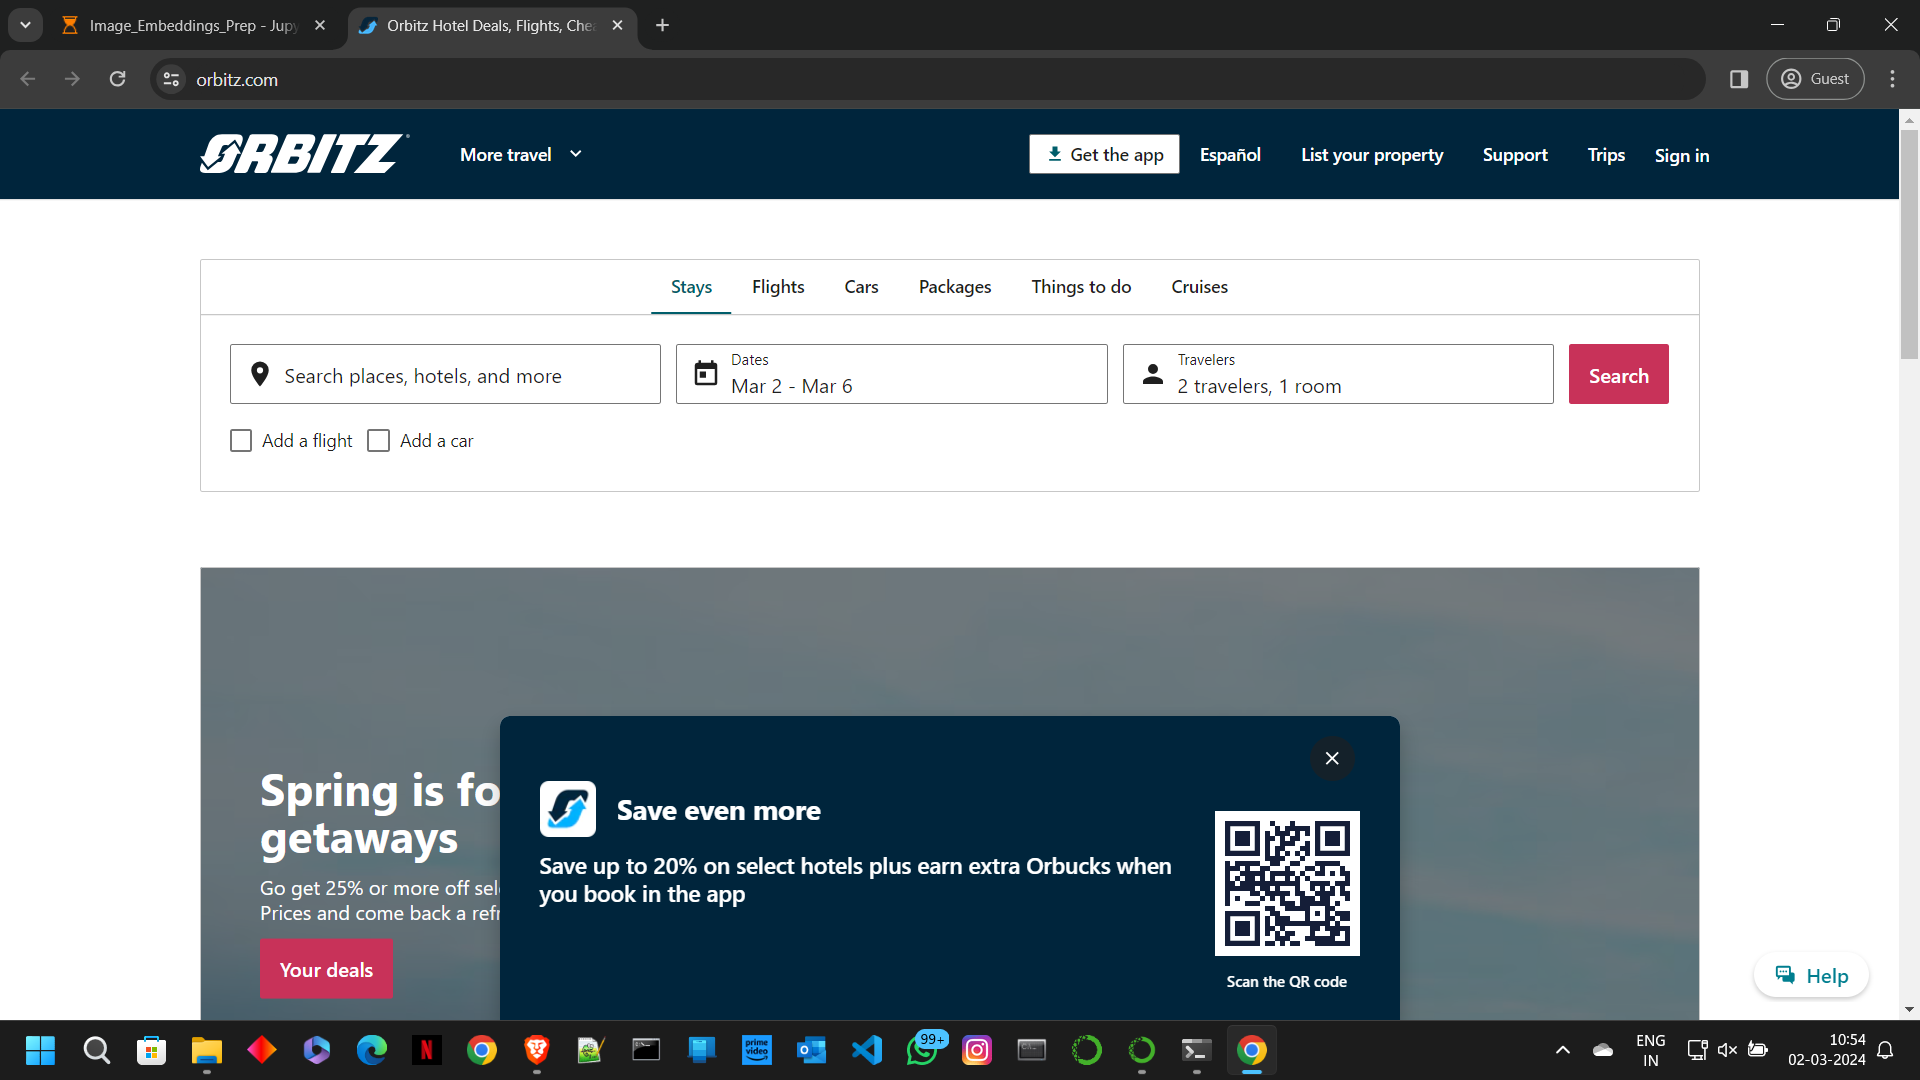 Image_Embeddings_Prep - Jupy
Orbitz Hotel Deals, Flights, Chea
orbitz.com
Guest
ORBITZ
More travel
Get the app
Español
List your property
Support
Trips
Sign in
Stays
Flights
Cars
Packages
Things to do
Cruises
Search places, hotels, and more
Dates
Mar 2 - Mar 6
Travelers
2 travelers, 1 room
Search
Add a flight
Add a car
Spring is fo
getaways
Go get 25% or more off sel
Prices and come back a refr
Your deals
Save even more
Save up to 20% on select hotels plus earn extra Orbucks when
you book in the app
Scan the QR code
Help
N
prime
video
99+
ENG
IN
10:54
02-03-2024